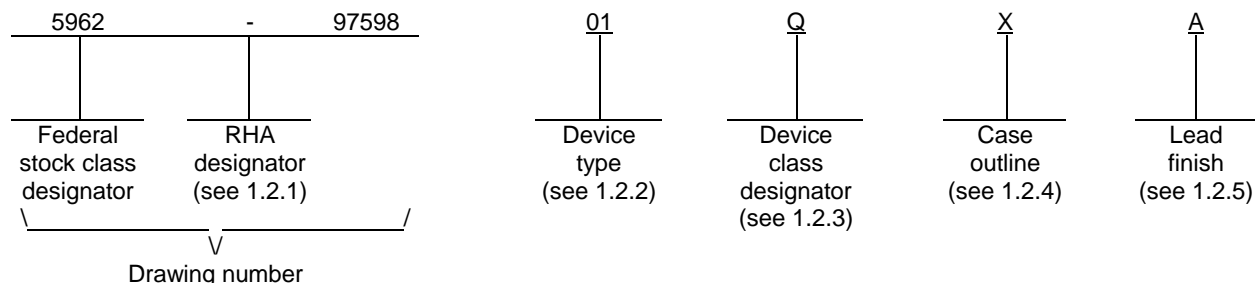 5962 - 97598 01 Q X A
Federal stock class designator
RHA designator (see 1.2.1)
Device type (see 1.2.2)
Device class designator (see 1.2.3)
Case outline (see 1.2.4)
Lead finish (see 1.2.5)
\ /
\/
Drawing number